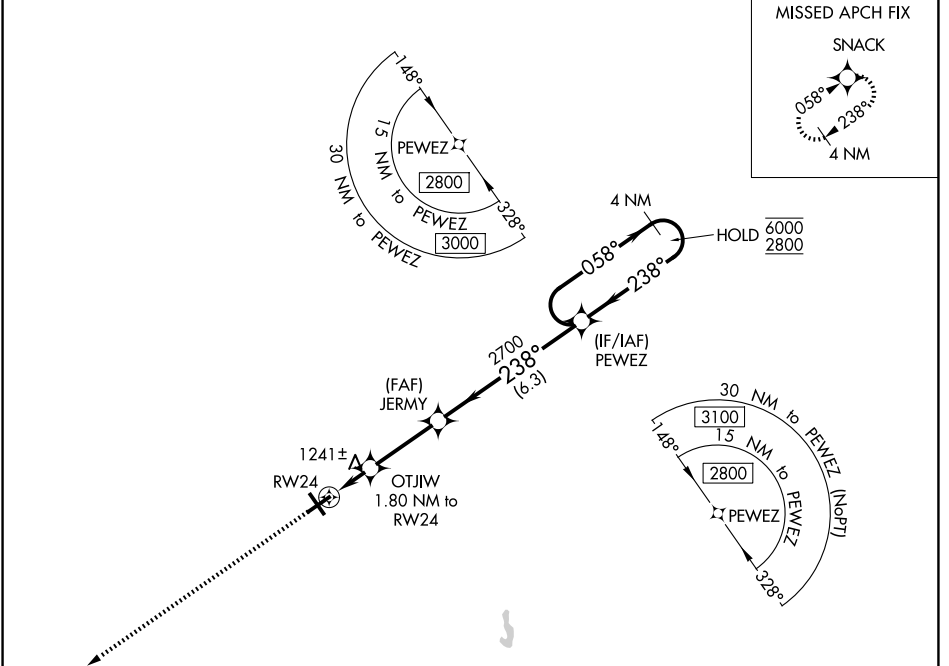 MISSED APCH FIX
SNACK
058°
238°
4 NM
148°
PEWEZ
2800
15 NM to PEWEZ
328°
30 NM to PEWEZ
3000
4 NM
HOLD 6000
2800
058°
238°
(IF/IAF)
PEWEZ
2700
238°
(6.3)
(FAF)
JERMY
1241±
OTJIW
1.80 NM to
RW24
RW24
30 NM to PEWEZ (NoPT)
3100
148°
15 NM to PEWEZ
2800
PEWEZ
328°